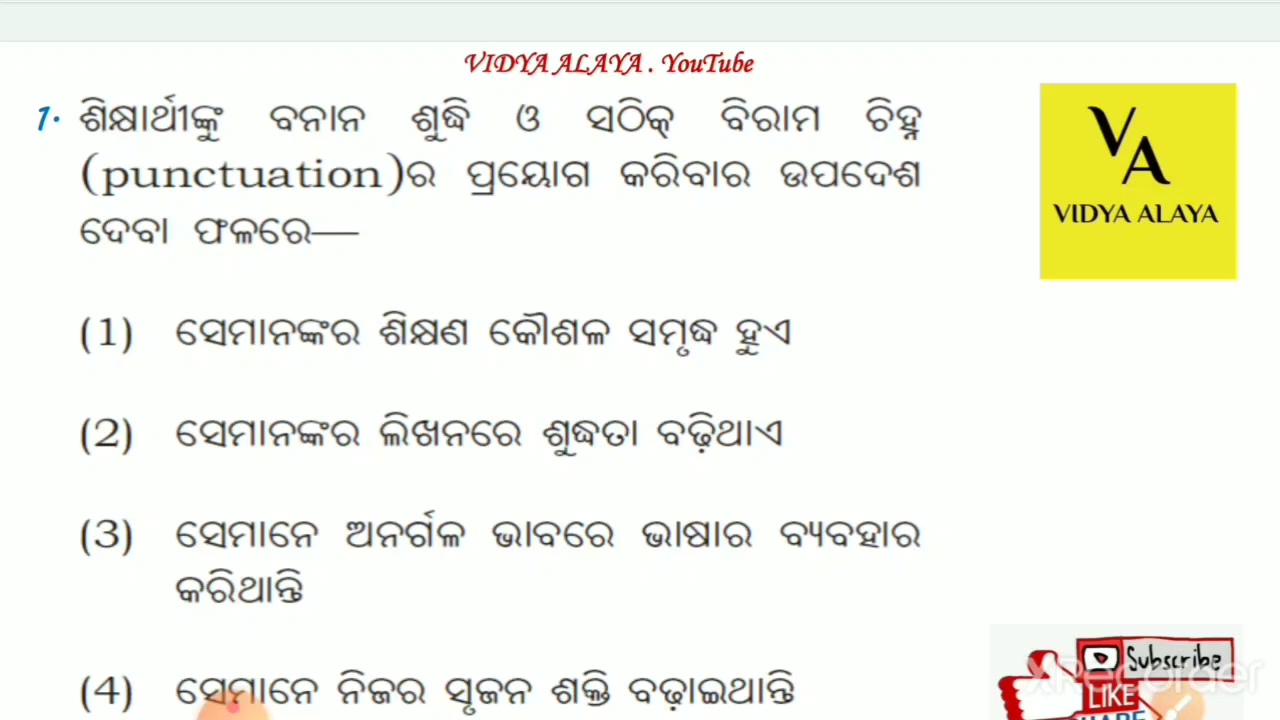 VIDYA ALAYA . YouTube
1. ଶିକ୍ଷାର୍ଥୀଙ୍କୁ ବନାନ ଶୁଦ୍ଧି ଓ ସଠିକ୍ ବିରାମ ଚିହ୍ନ
(punctuation)ର ପ୍ରୟୋଗ କରିବାର ଉପଦେଶ
ଦେବା ଫଳରେ—
VA
VIDYA ALAYA
(1) ସେମାନଙ୍କର ଶିକ୍ଷଣ କୌଶଳ ସମୃଦ୍ଧ ହୁଏ
(2) ସେମାନଙ୍କର ଲିଖନରେ ଶୁଦ୍ଧତା ବଢ଼ିଥାଏ
(3) ସେମାନେ ଅନର୍ଗଳ ଭାବରେ ଭାଷାର ବ୍ୟବହାର
କରିଥାନ୍ତି
(4) ସେମାନେ ନିଜର ସୃଜନ ଶକ୍ତି ବଢ଼ାଇଥାନ୍ତି
Subscribe
XRecorder
LIKE
SHARE